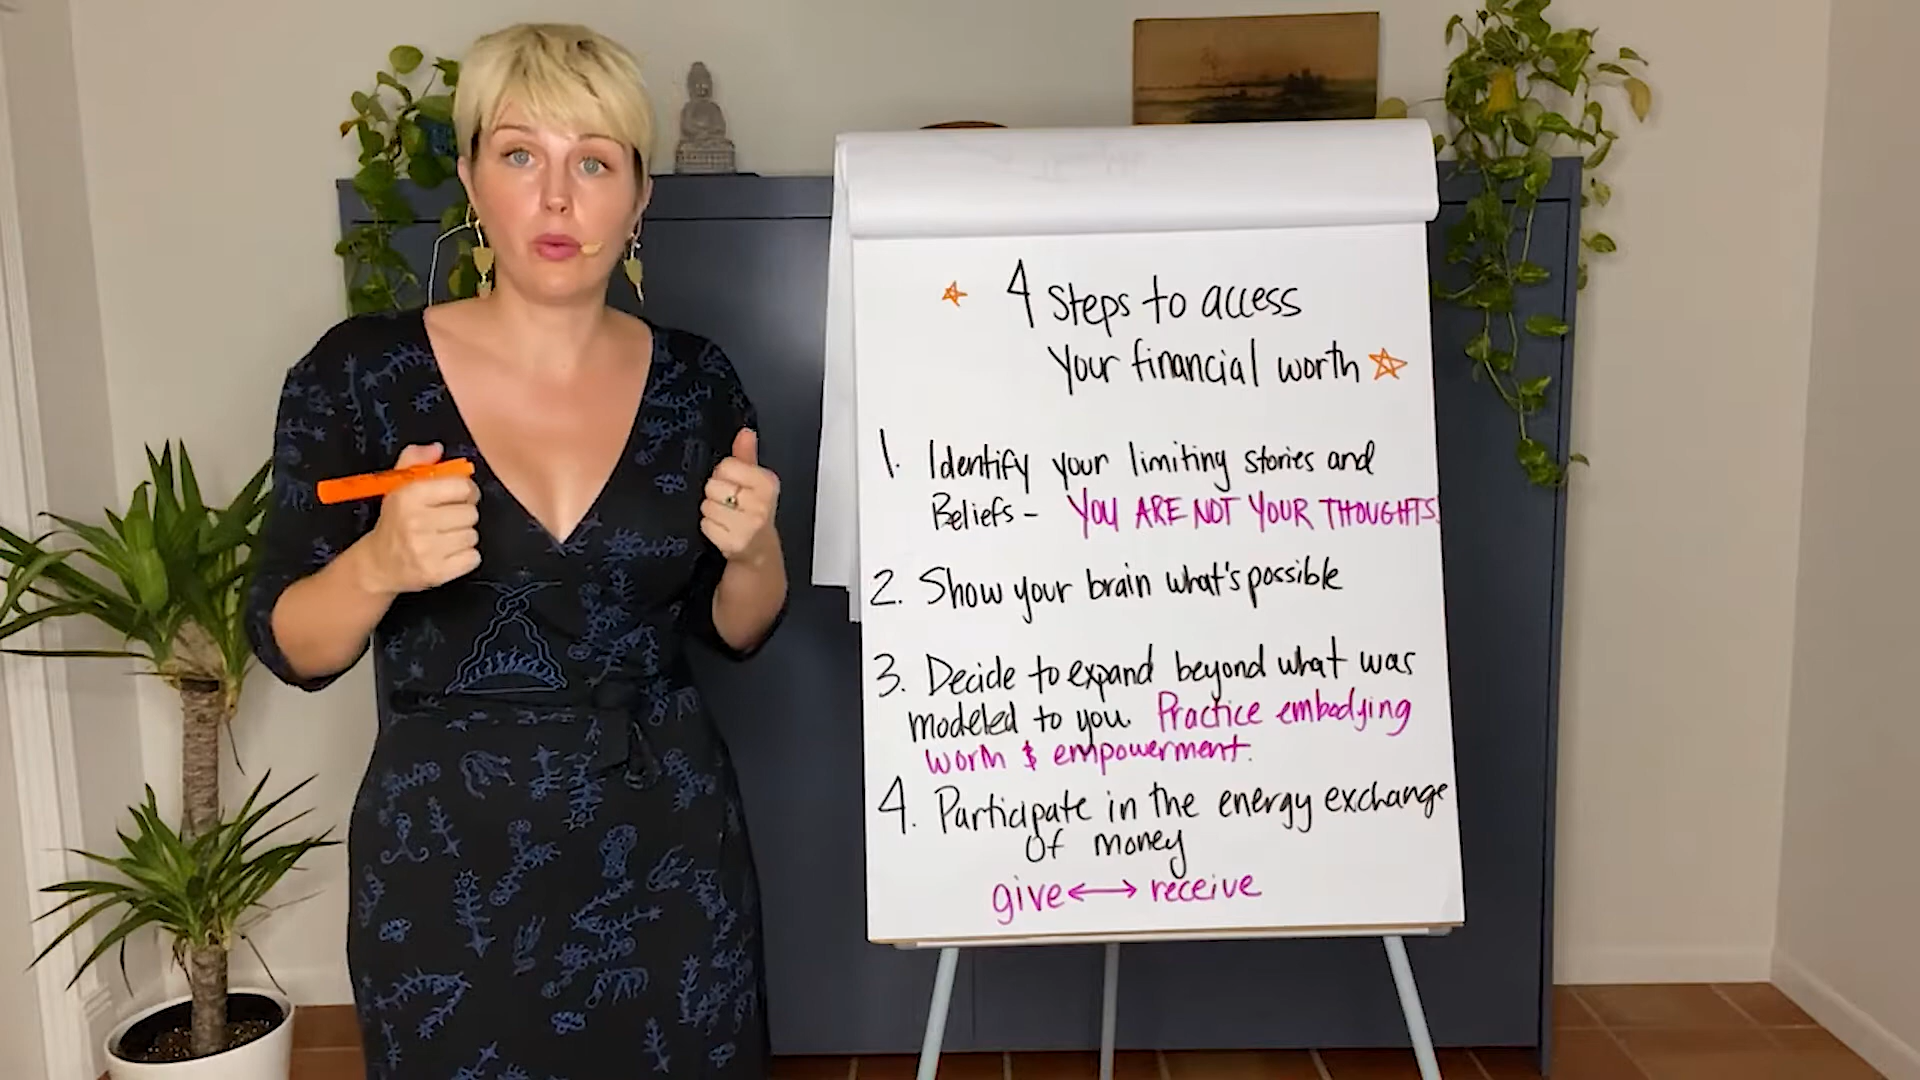 4 Steps to access
Your financial worth
1. Identify your limiting stories and
Beliefs - YOU ARE NOT YOUR THOUGHTS!
2. Show your brain what's possible
3. Decide to expand beyond what was
modeled to you. Practice embodying
worth & empowerment.
4. Participate in the energy exchange
Of money
give ↔ receive